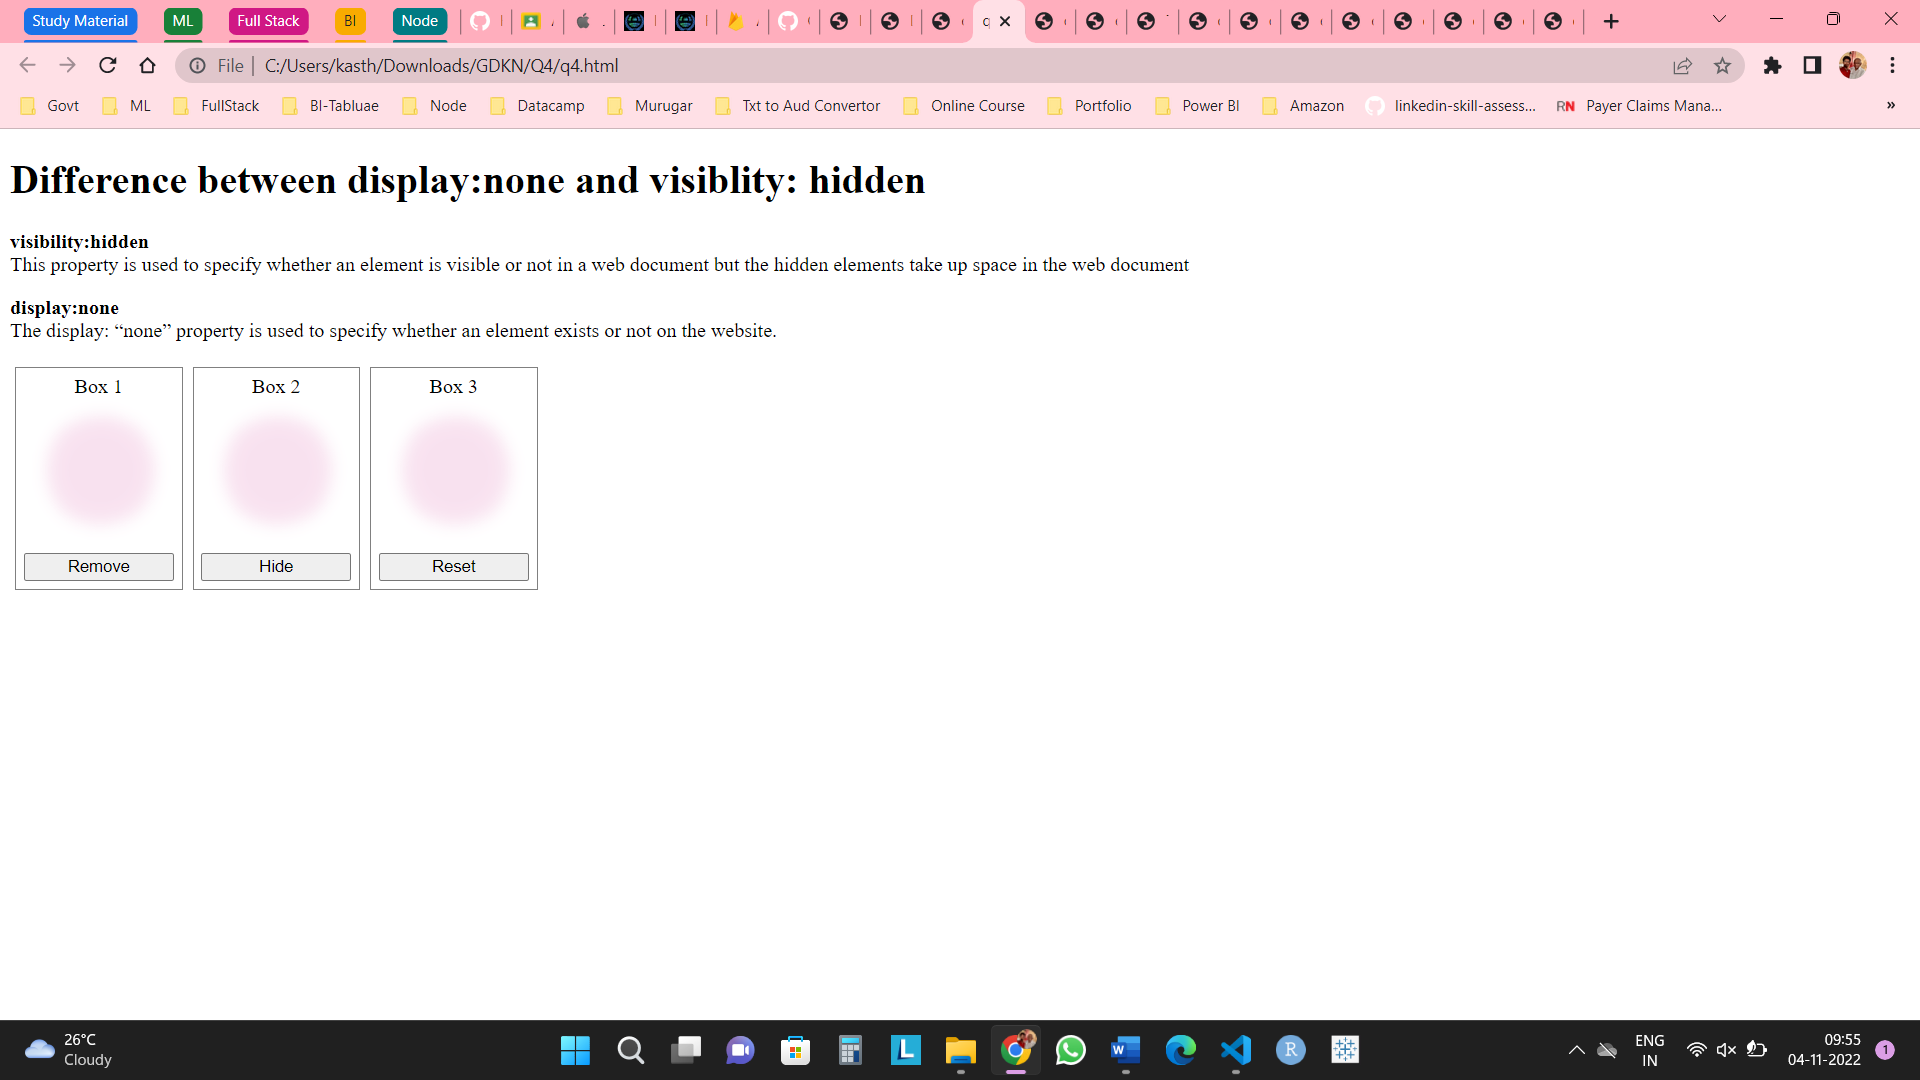 Study Material ML Full Stack BI Node
File C:/Users/kasth/Downloads/GDKN/Q4/q4.html
Govt ML FullStack BI-Tabluae Node Datacamp Murugar Txt to Aud Convertor Online Course Portfolio Power BI Amazon linkedin-skill-assess... RN Payer Claims Mana... »
Difference between display:none and visiblity: hidden
visibility:hidden
This property is used to specify whether an element is visible or not in a web document but the hidden elements take up space in the web document
display:none
The display: “none” property is used to specify whether an element exists or not on the website.
Box 1 Box 2 Box 3
Remove Hide Reset
26°C
Cloudy
ENG
IN
09:55
04-11-2022
1